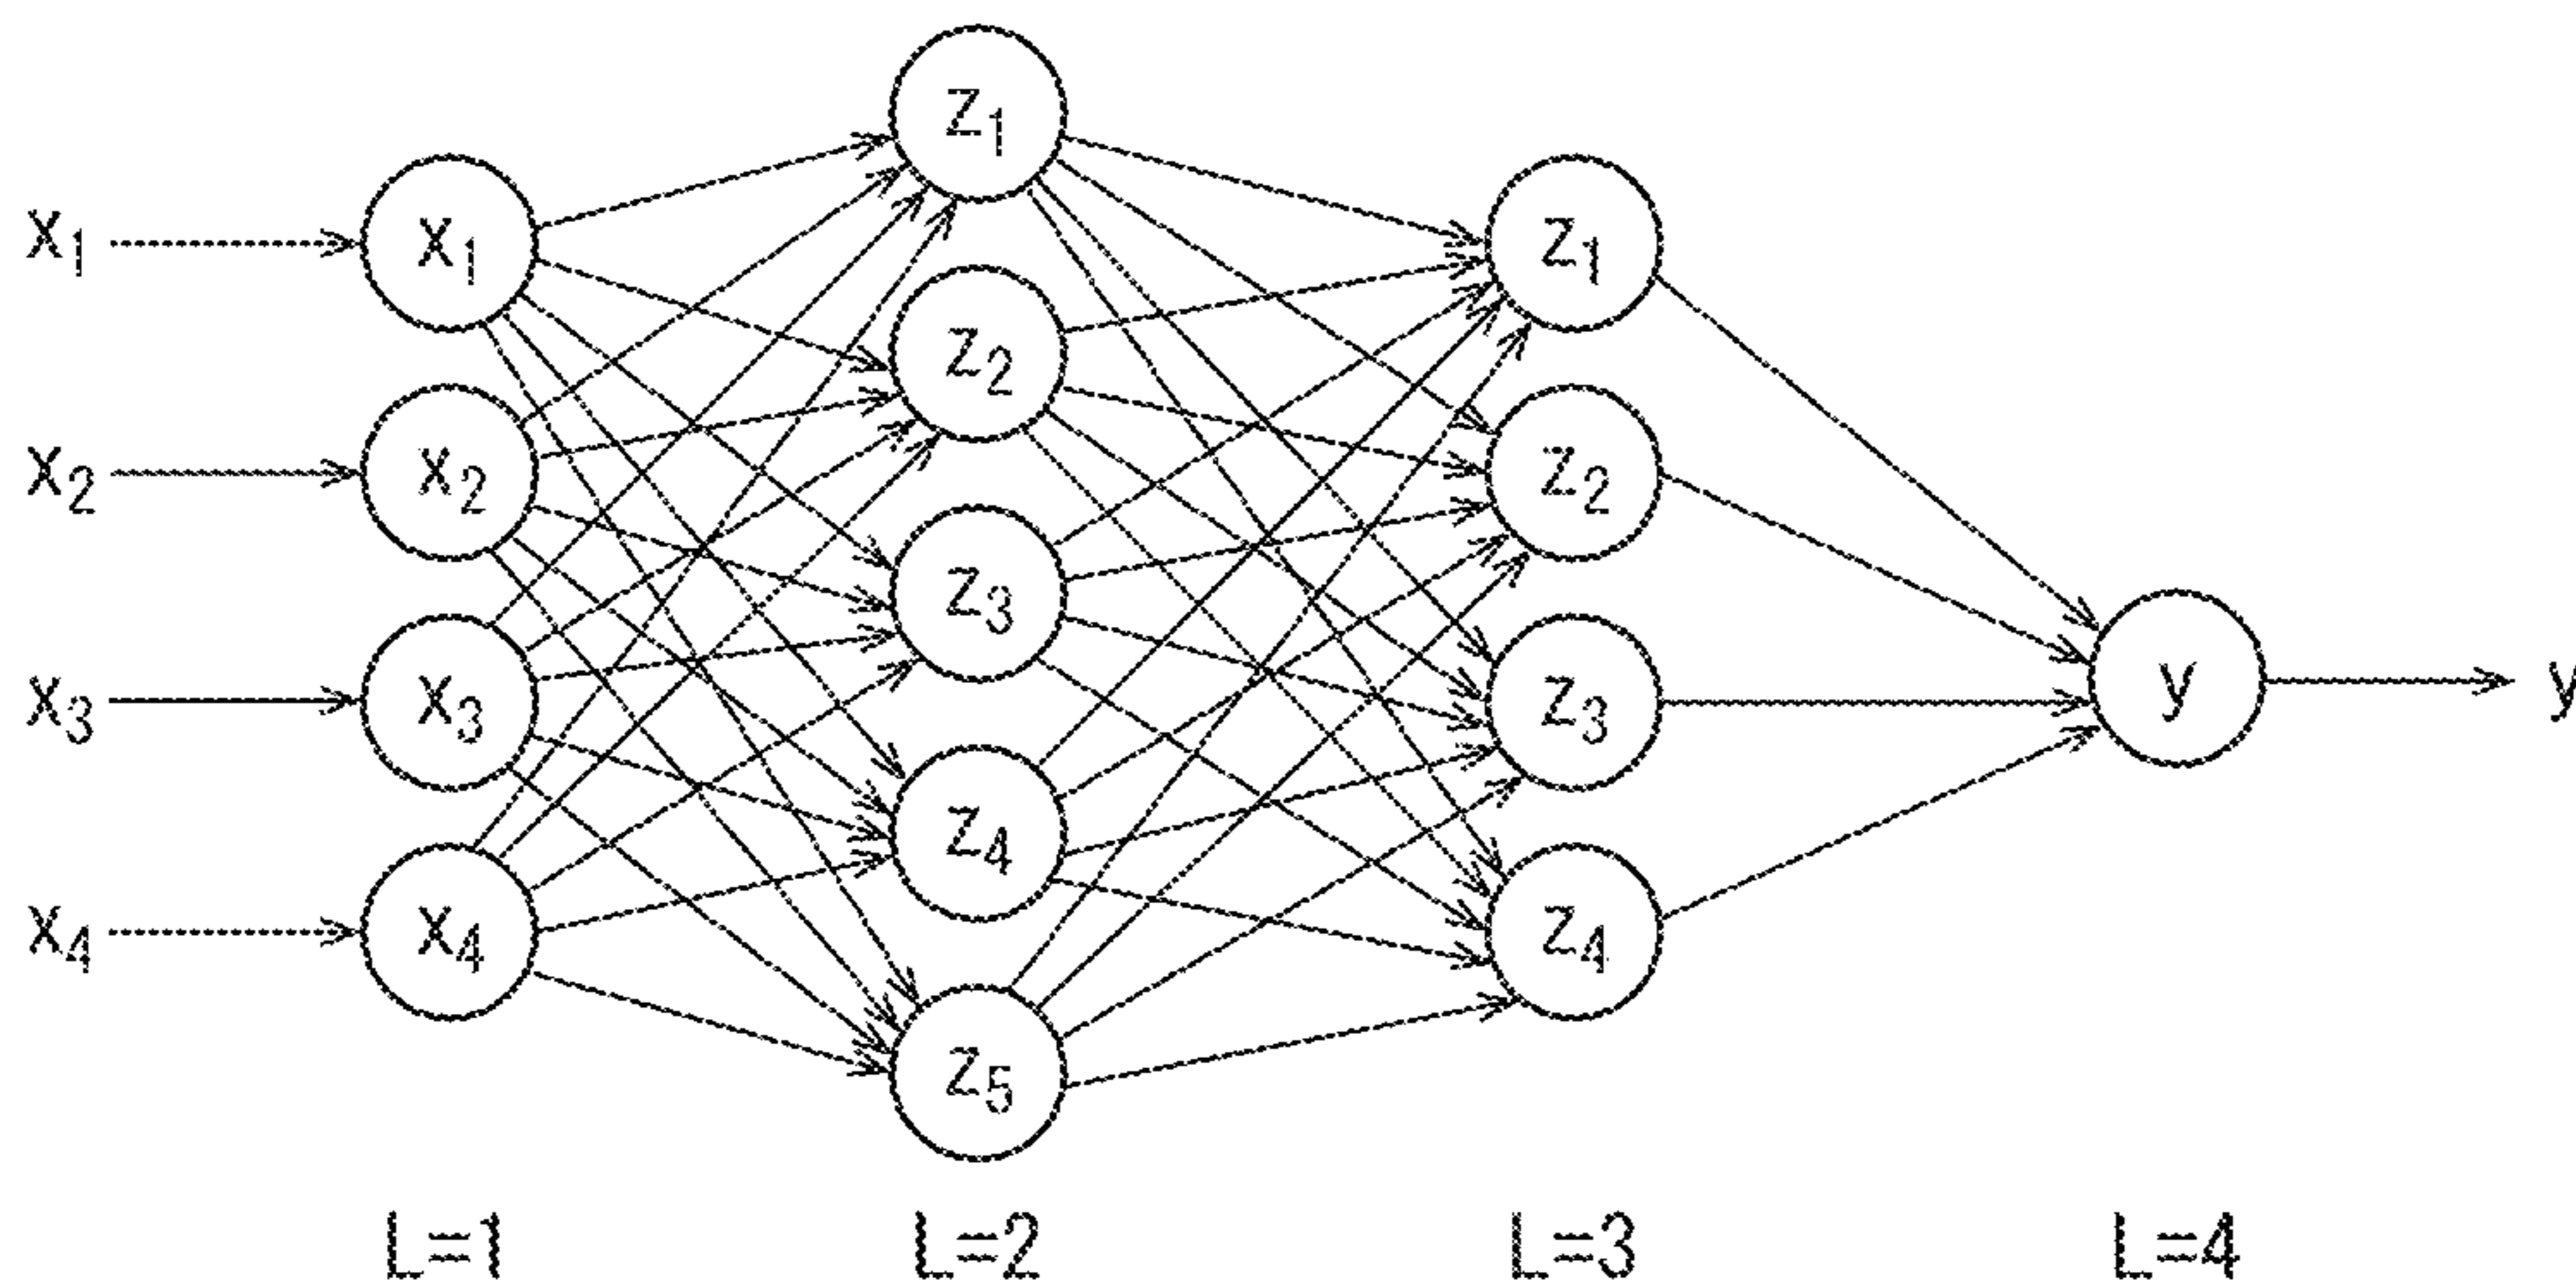 x₁ x₁ z₁ z₁
x₂ x₂ z₂ z₂
x₃ x₃ z₃ z₃ y y
x₄ x₄ z₄ z₄
z₅
L=1 L=2 L=3 L=4